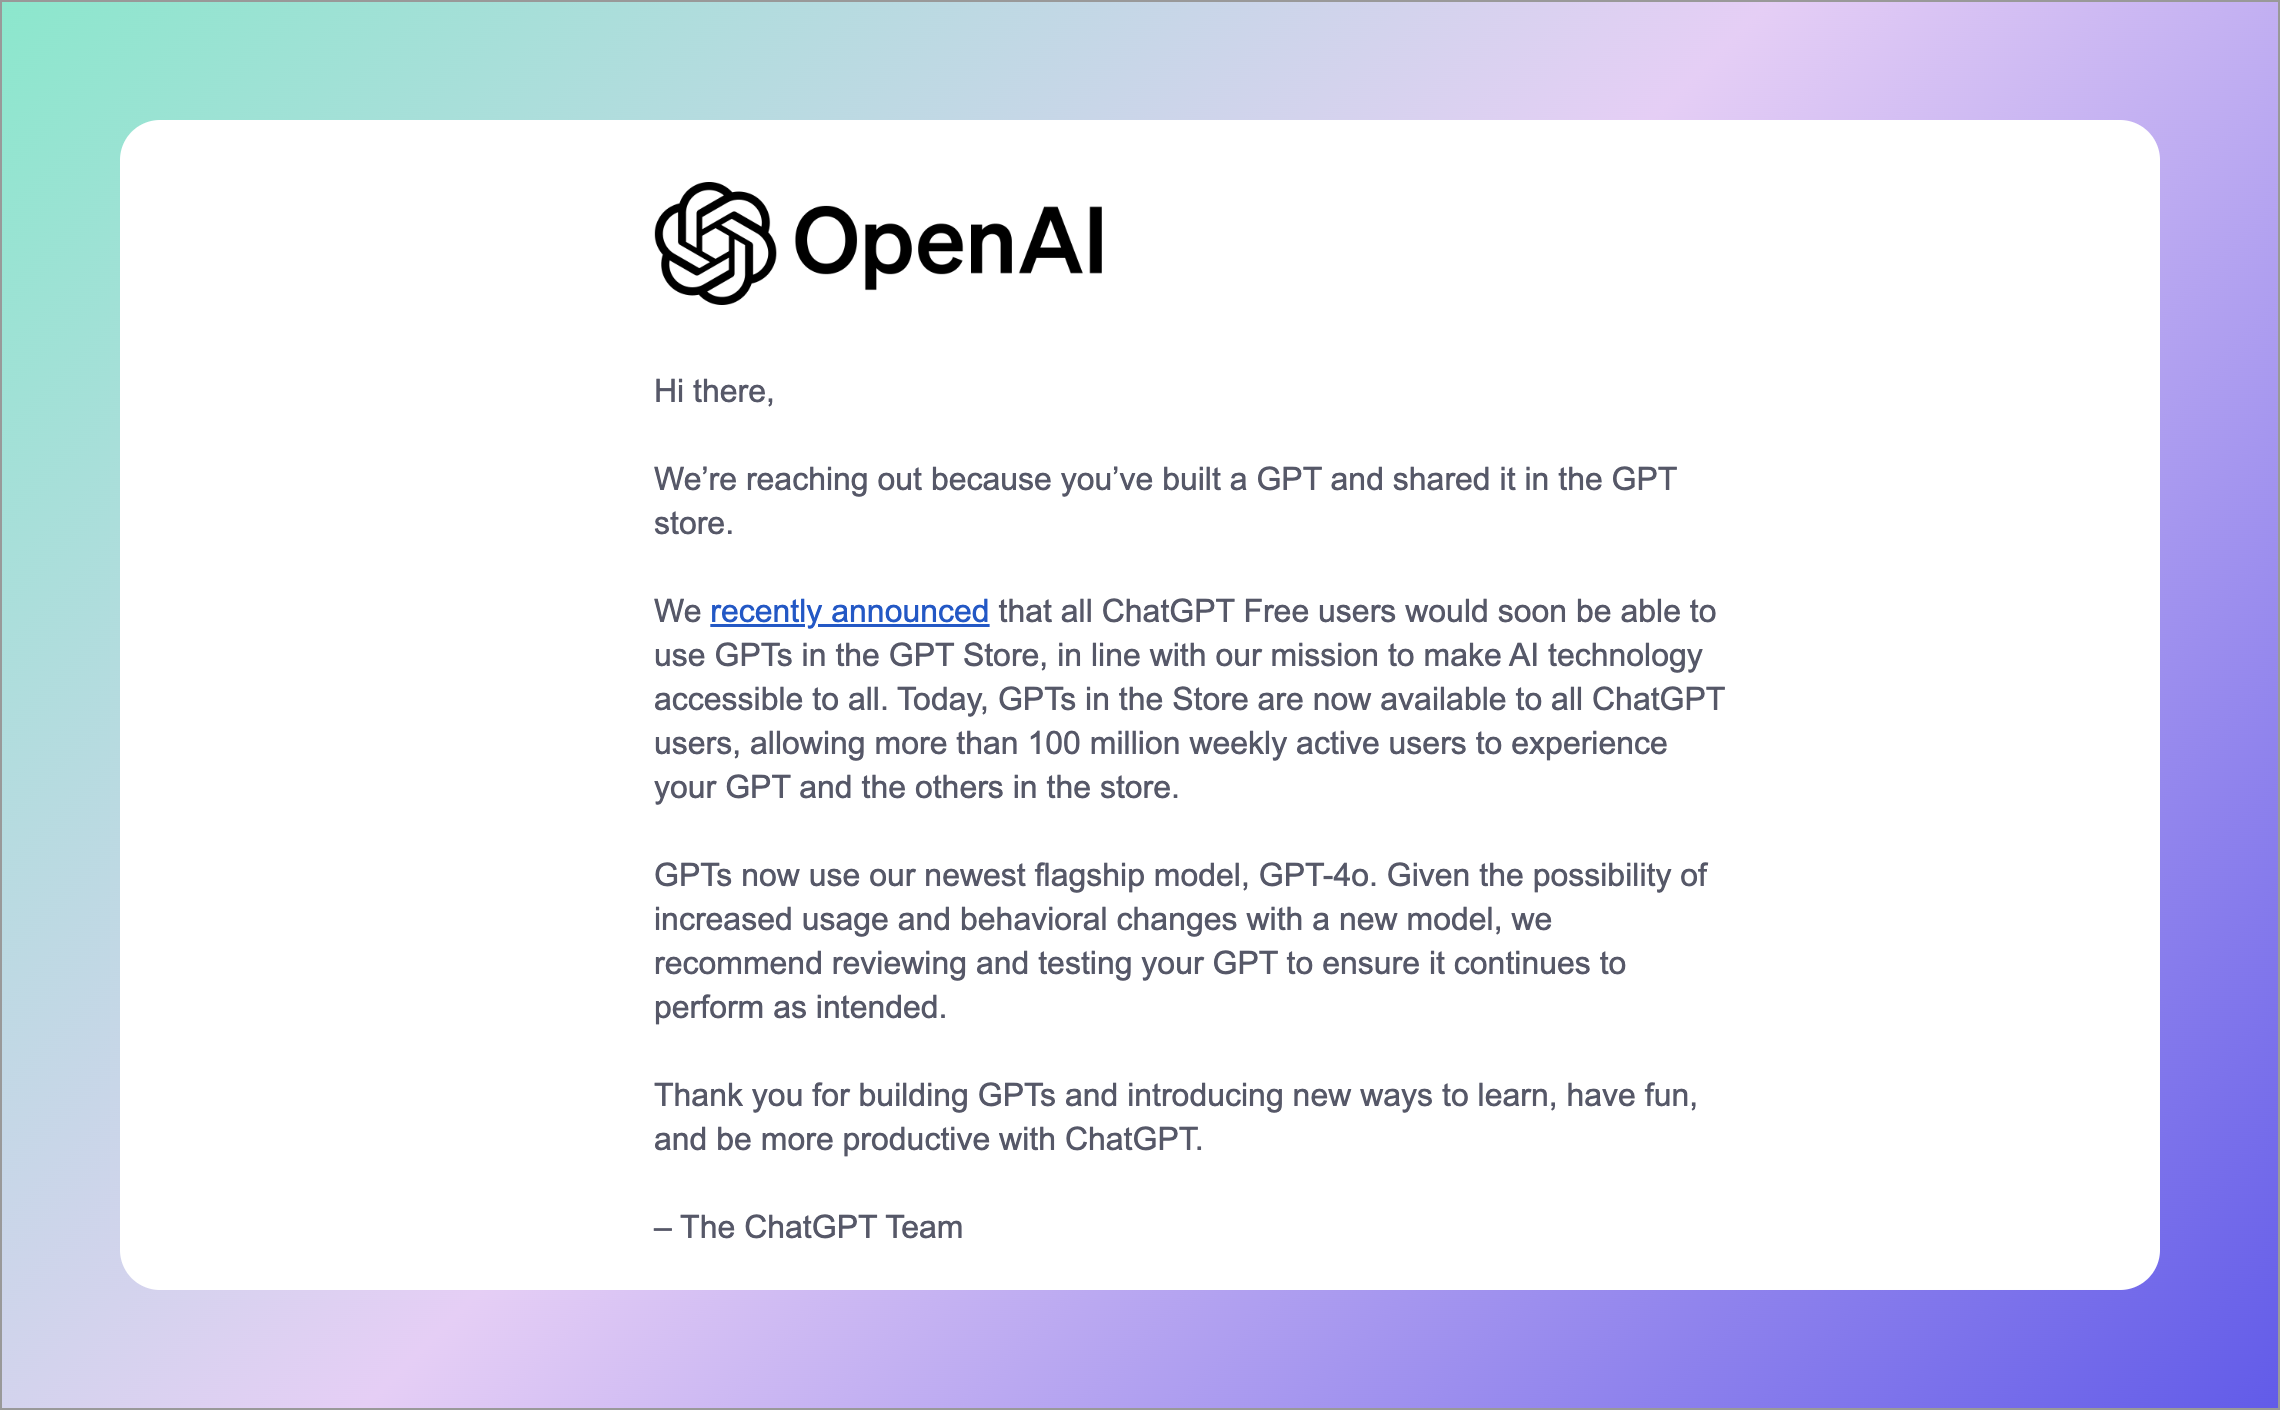 OpenAI
Hi there,
We’re reaching out because you’ve built a GPT and shared it in the GPT
store.
We recently announced that all ChatGPT Free users would soon be able to
use GPTs in the GPT Store, in line with our mission to make AI technology
accessible to all. Today, GPTs in the Store are now available to all ChatGPT
users, allowing more than 100 million weekly active users to experience
your GPT and the others in the store.
GPTs now use our newest flagship model, GPT-4o. Given the possibility of
increased usage and behavioral changes with a new model, we
recommend reviewing and testing your GPT to ensure it continues to
perform as intended.
Thank you for building GPTs and introducing new ways to learn, have fun,
and be more productive with ChatGPT.
– The ChatGPT Team